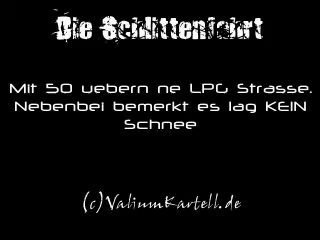 Die Schlittenfahrt
Mit 50 uebern ne LPG Strasse.
Nebenbei bemerkt es lag KEIN
Schnee
(c)ValiumKartell.de